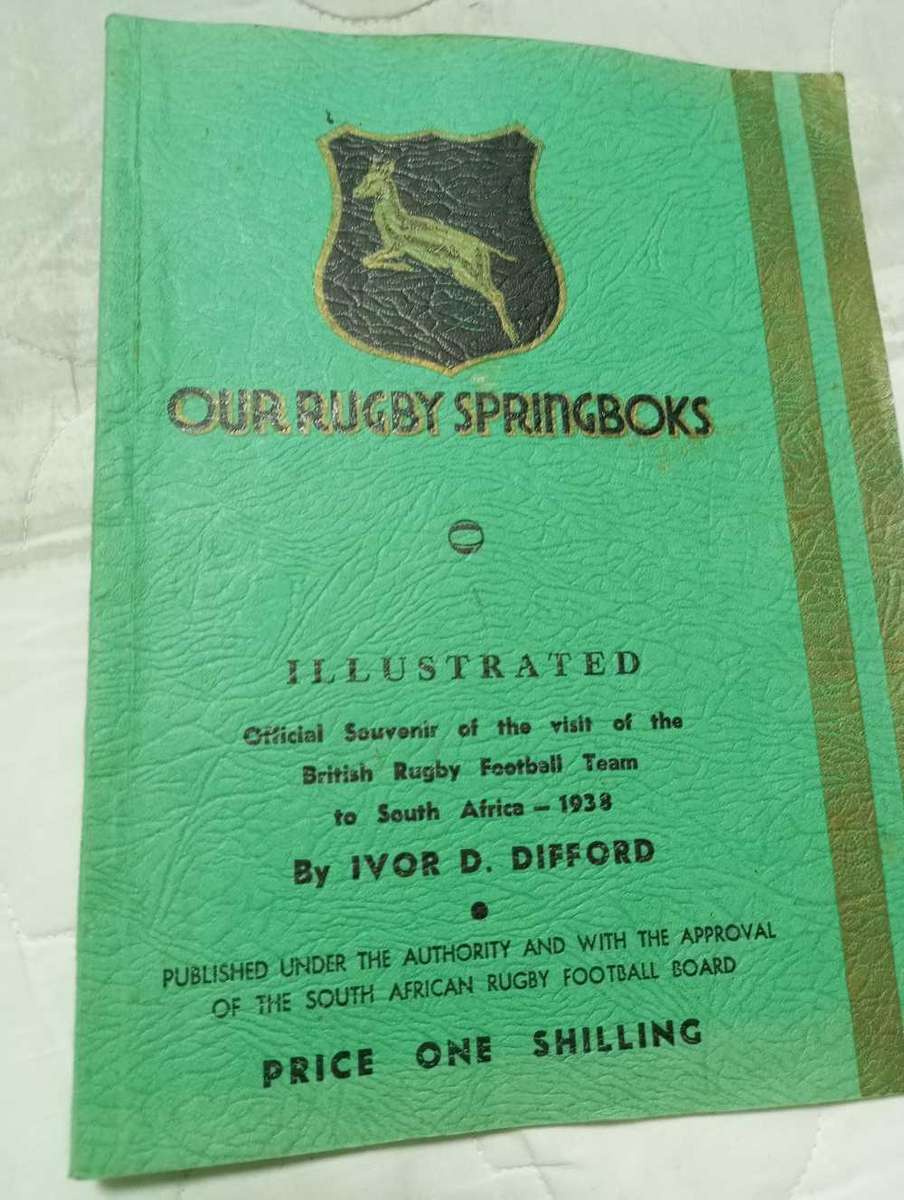 OUR RUGBY SPRINGBOKS
ILLUSTRATED
Official Souvenir of the visit of the
British Rugby Football Team
to South Africa – 1938
By IVOR D. DIFFORD
PUBLISHED UNDER THE AUTHORITY AND WITH THE APPROVAL
OF THE SOUTH AFRICAN RUGBY FOOTBALL BOARD
PRICE ONE SHILLING